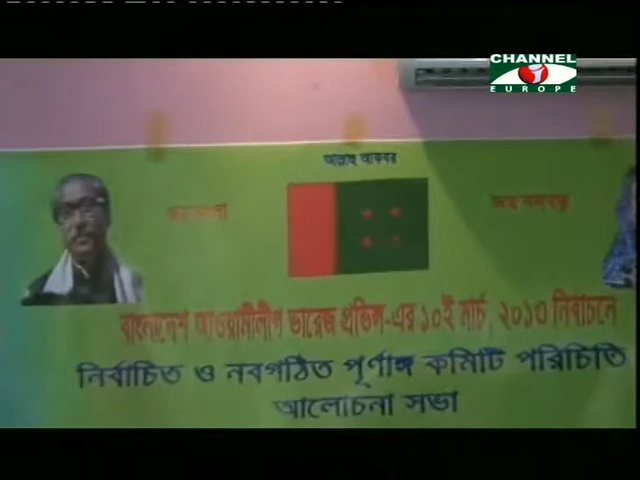 CHANNEL i
EUROPE
আল্লাহু আকবর
জয় বাংলা
জয় বঙ্গবন্ধু
বাংলাদেশ আওয়ামীলীগ ভারেজ প্রভিন্স-এর ১০ই মার্চ, ২০১৩ নির্বাচনে
নির্বাচিত ও নবগঠিত পূর্ণাঙ্গ কমিটি পরিচিতি
আলোচনা সভা